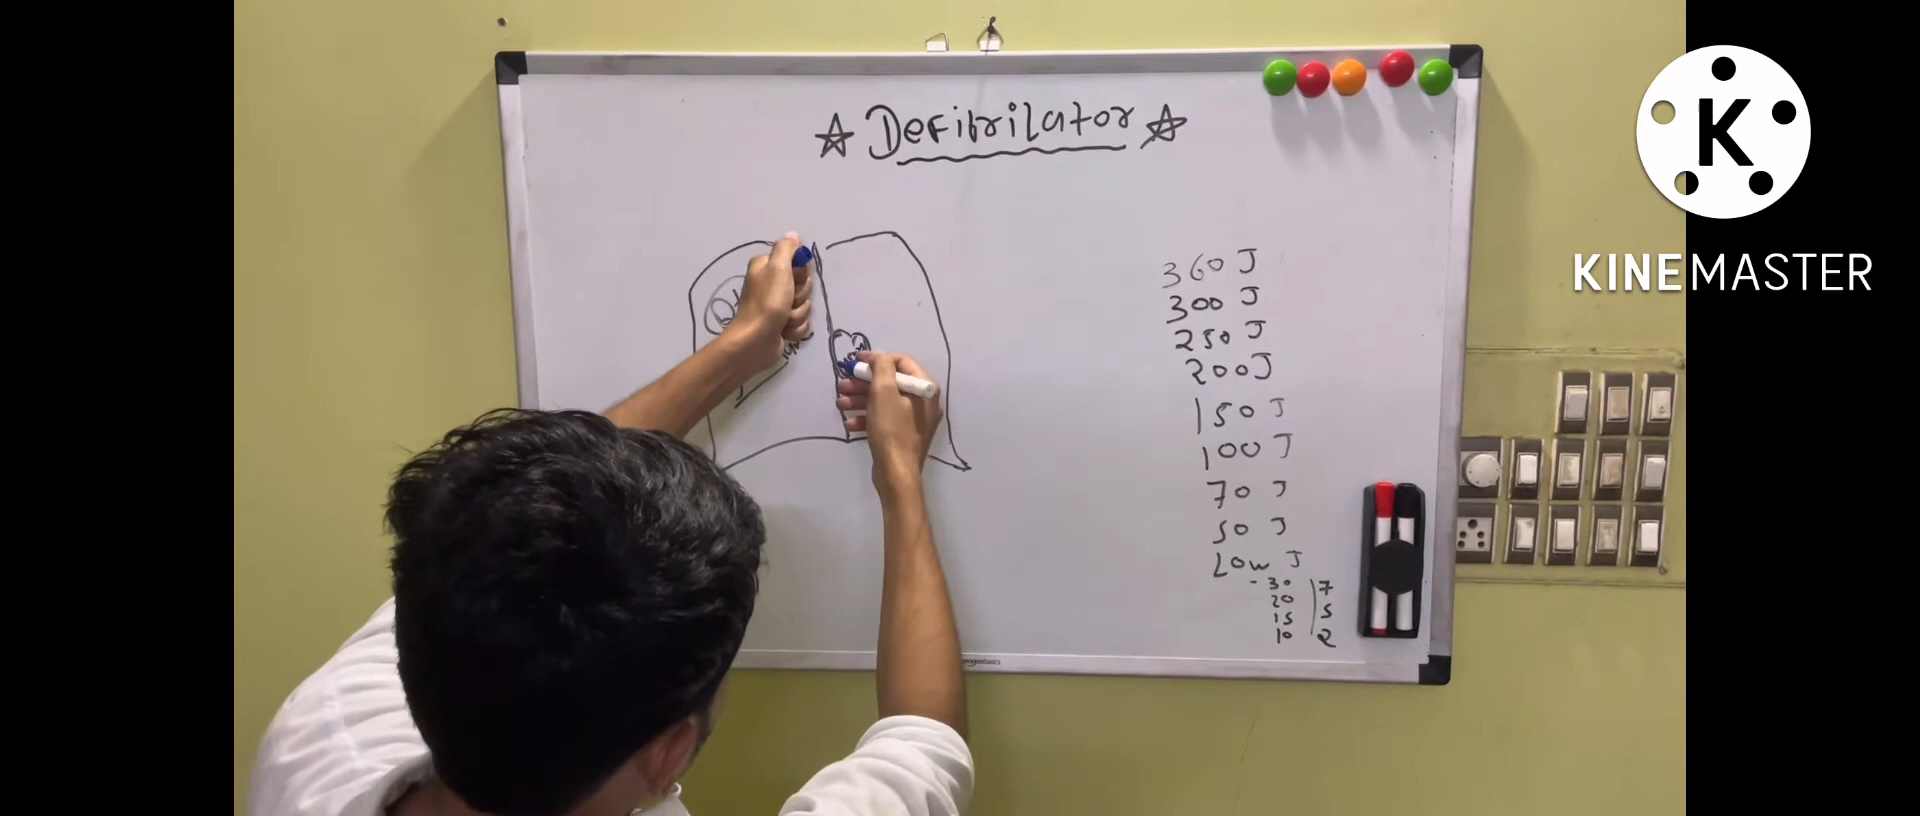 ☆ Defibrilator ☆
360 J
300 J
250 J
200 J
150 J
100 J
70 J
50 J
Low J
- 30 | 7
20 | 5
15
10 | 2
K
KINEMASTER